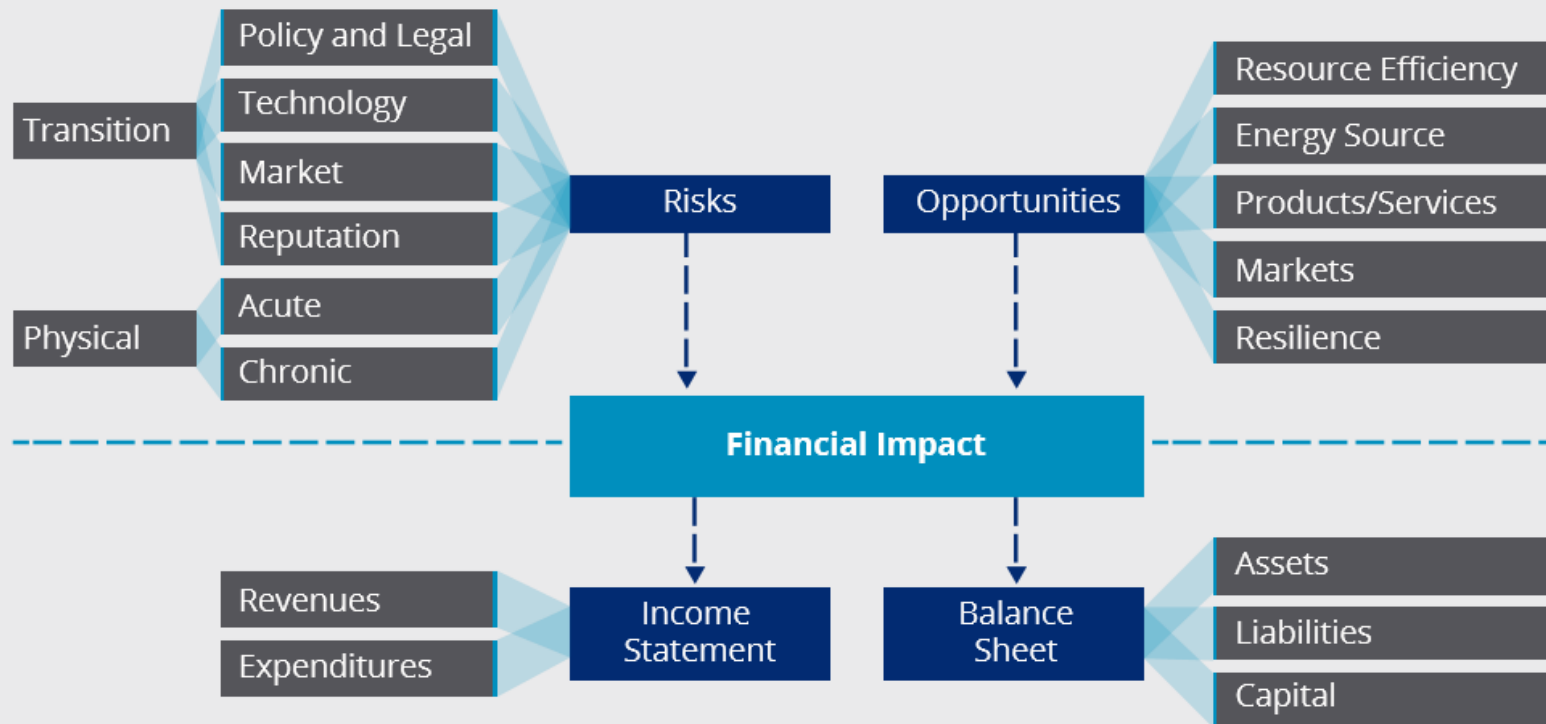 Transition
Physical
Policy and Legal
Technology
Market
Reputation
Acute
Chronic
Risks
Opportunities
Resource Efficiency
Energy Source
Products/Services
Markets
Resilience
Financial Impact
Revenues
Expenditures
Income
Statement
Balance
Sheet
Assets
Liabilities
Capital